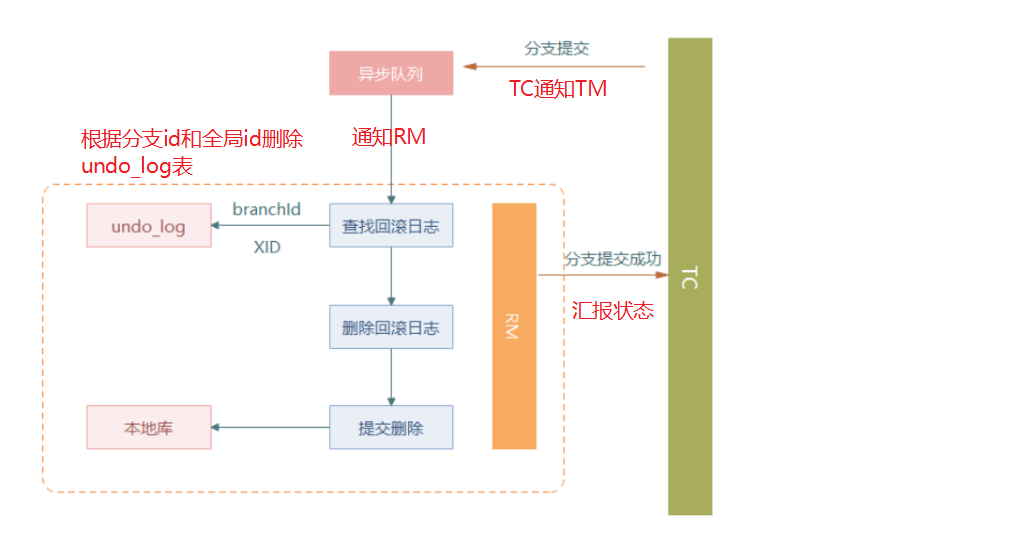 分支提交
异步队列
TC通知TM
通知RM
根据分支id和全局id删除
undo_log表
branchId
undo_log
查找回滚日志
XID
分支提交成功
TC
汇报状态
RM
删除回滚日志
本地库
提交删除